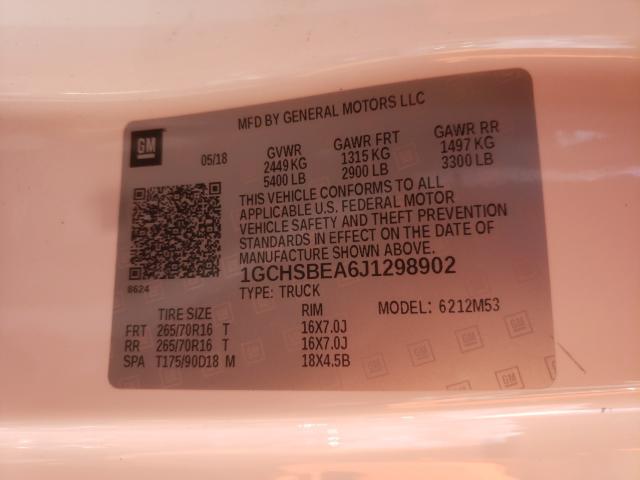 MFD BY GENERAL MOTORS LLC
GM
05/18
GVWR GAWR FRT GAWR RR
2449 KG 1315 KG 1497 KG
5400 LB 2900 LB 3300 LB
THIS VEHICLE CONFORMS TO ALL
APPLICABLE U.S. FEDERAL MOTOR
VEHICLE SAFETY AND THEFT PREVENTION
STANDARDS IN EFFECT ON THE DATE OF
MANUFACTURE SHOWN ABOVE.
1GCHSBEA6J1298902
8624
TYPE: TRUCK
TIRE SIZE RIM MODEL: 6212M53
FRT 265/70R16 T 16X7.0J
RR 265/70R16 T 16X7.0J
SPA T175/90D18 M 18X4.5B